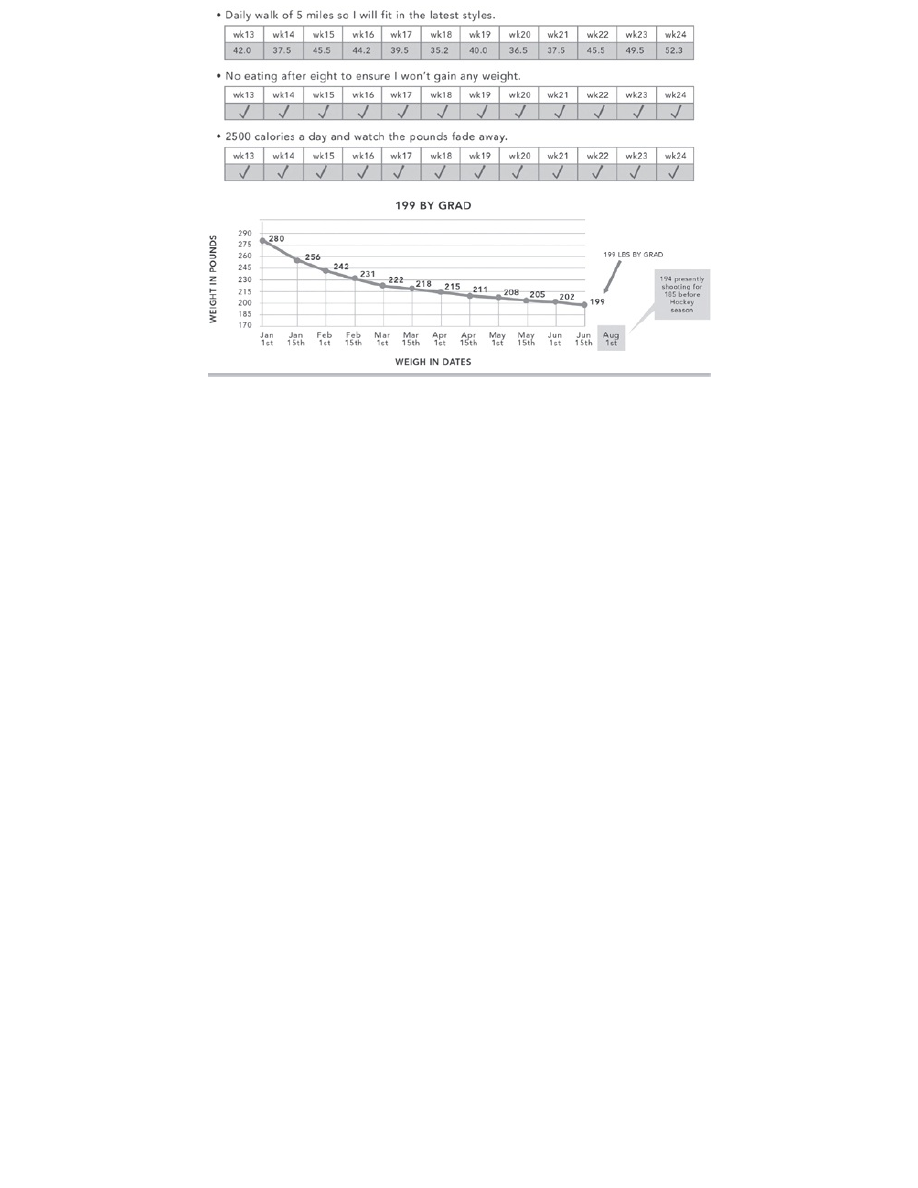 • Daily walk of 5 miles so I will fit in the latest styles.
wk13 wk14 wk15 wk16 wk17 wk18 wk19 wk20 wk21 wk22 wk23 wk24
42.0 37.5 45.5 44.2 39.5 35.2 40.0 36.5 37.5 45.5 49.5 52.3
• No eating after eight to ensure I won't gain any weight.
wk13 wk14 wk15 wk16 wk17 wk18 wk19 wk20 wk21 wk22 wk23 wk24
✓ ✓ ✓ ✓ ✓ ✓ ✓ ✓ ✓ ✓ ✓ ✓
• 2500 calories a day and watch the pounds fade away.
wk13 wk14 wk15 wk16 wk17 wk18 wk19 wk20 wk21 wk22 wk23 wk24
✓ ✓ ✓ ✓ ✓ ✓ ✓ ✓ ✓ ✓ ✓ ✓
199 BY GRAD
WEIGHT IN POUNDS
290
275
260
245
230
215
200
185
170
280
256
242
231
222
218
215
211
208
205
202
199
199 LBS BY GRAD
194 presently
shooting for
185 before
Hockey
season
Jan Jan Feb Feb Mar Mar Apr Apr May May Jun Jun Aug
1st 15th 1st 15th 1st 15th 1st 15th 1st 15th 1st 15th 1st
WEIGH IN DATES